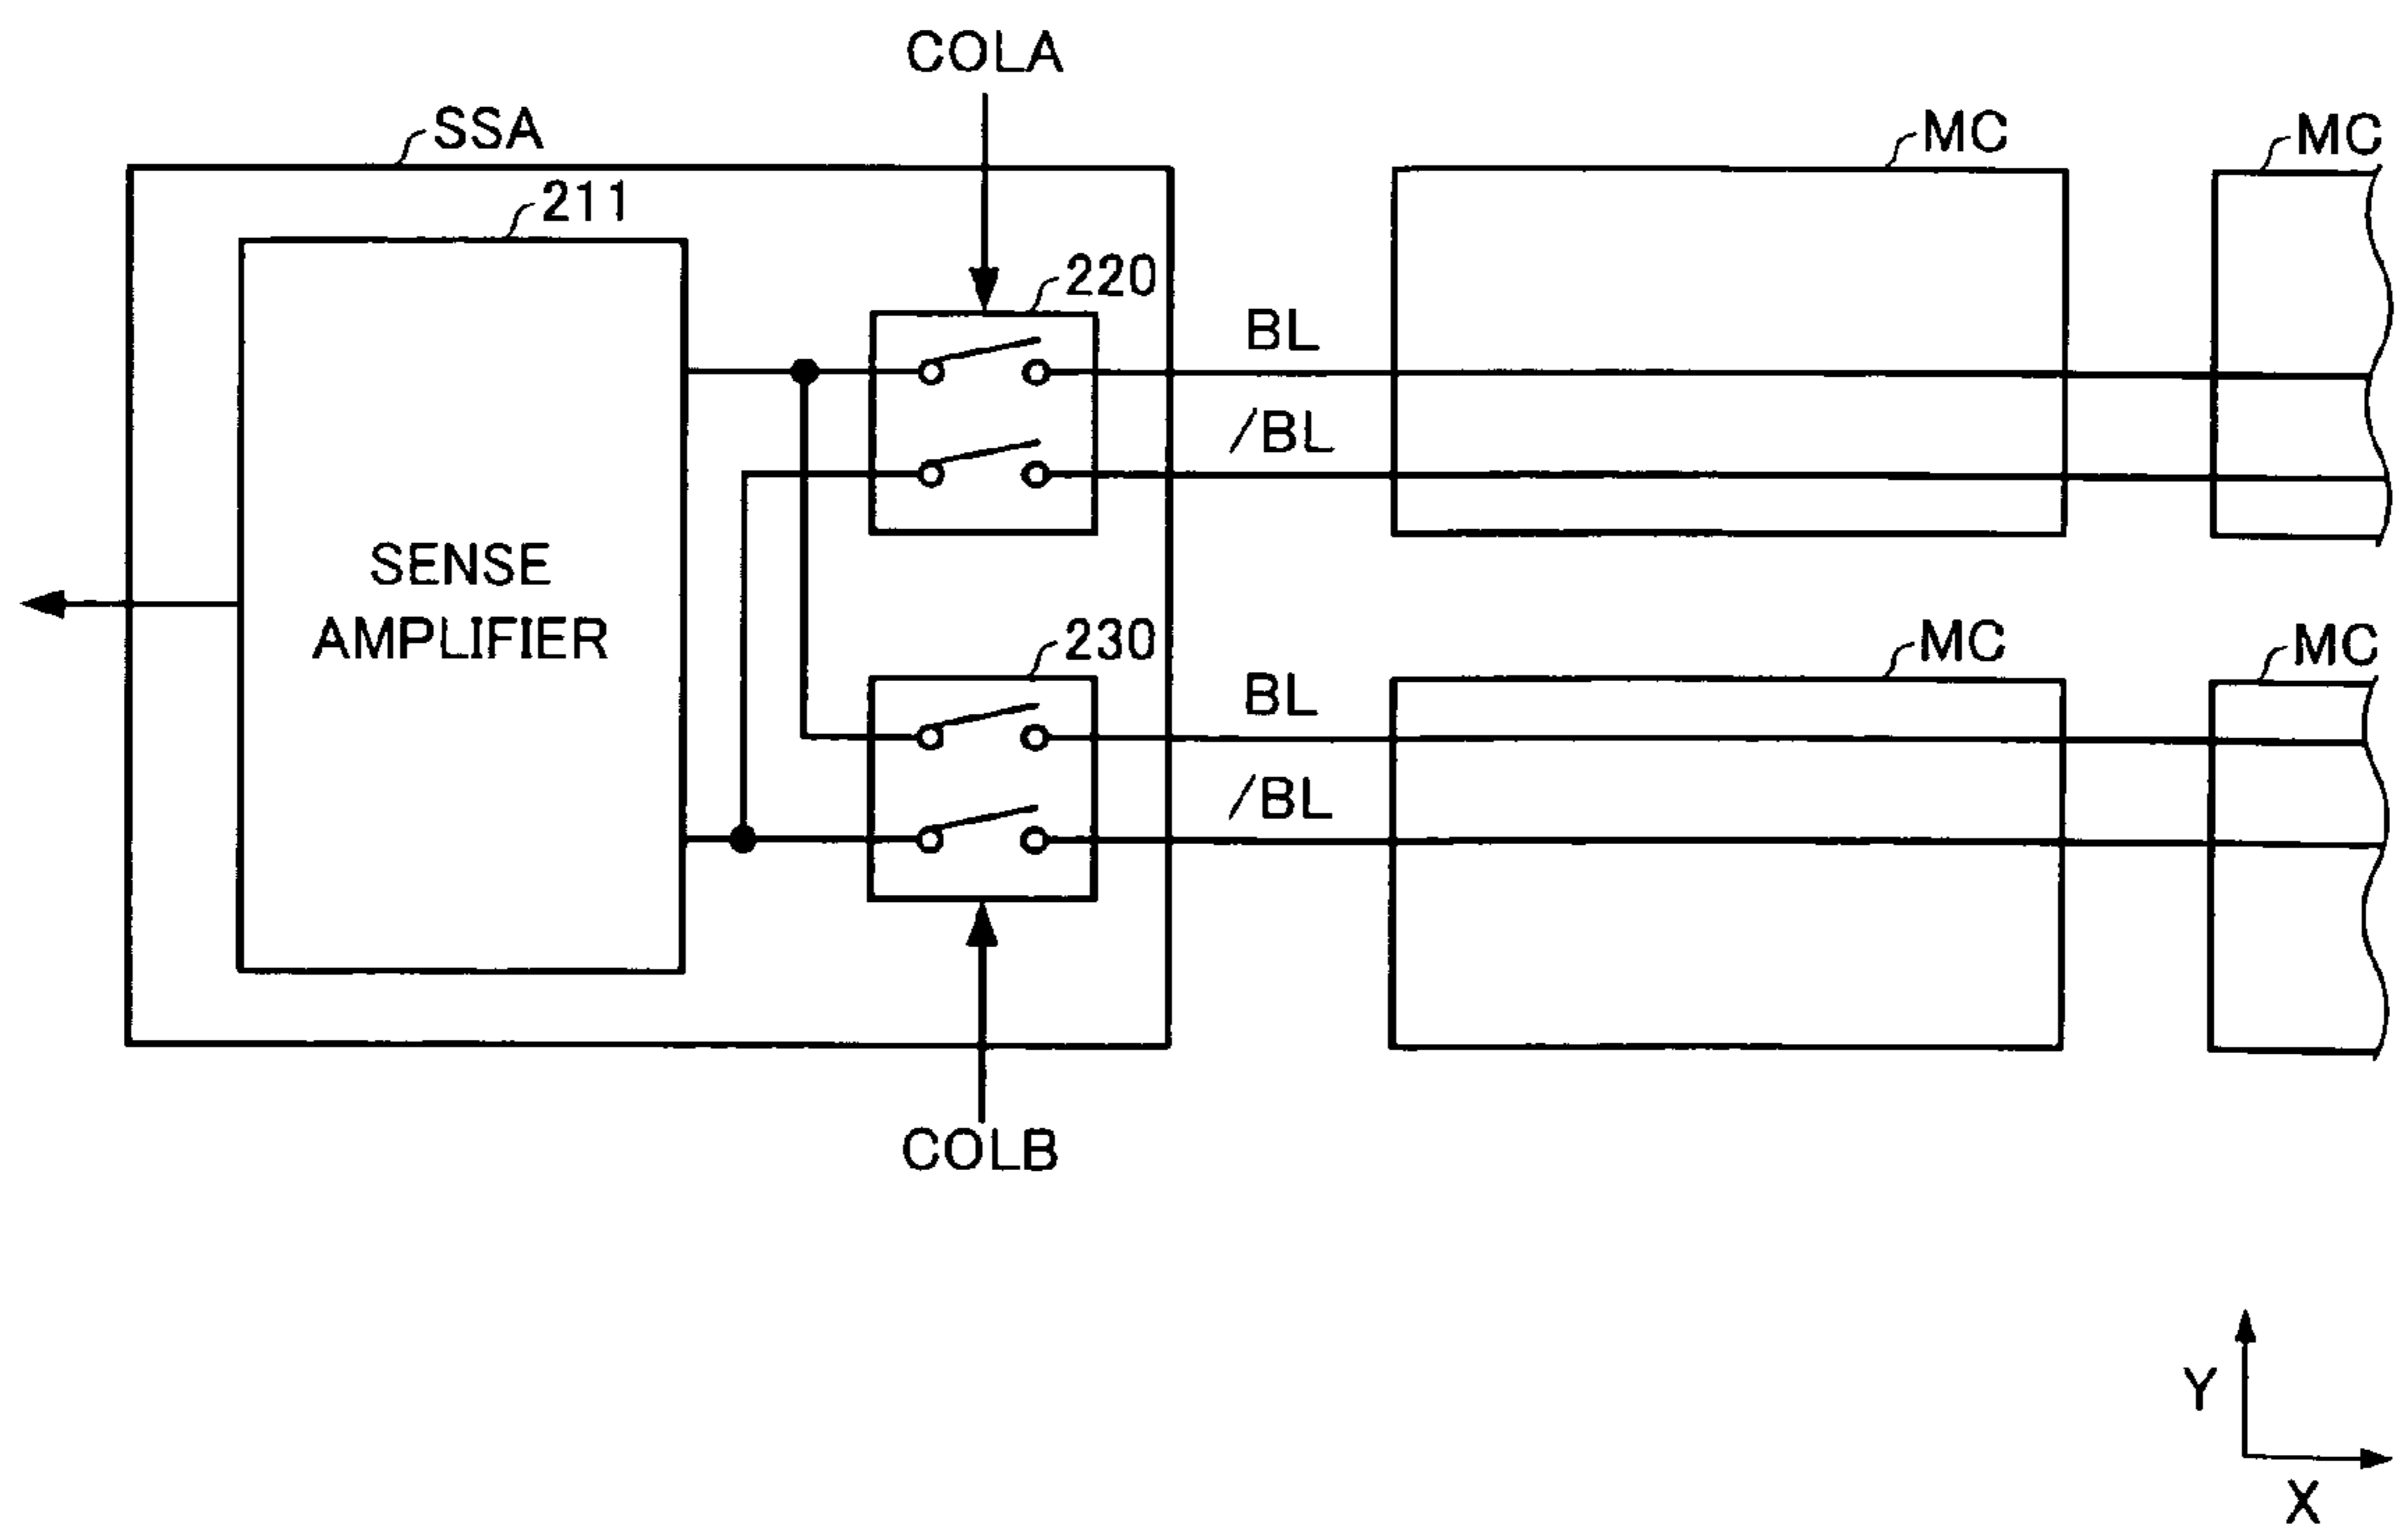 COLA
SSA
MC
MC
211
220
BL
/BL
SENSE
AMPLIFIER
230
MC
MC
BL
/BL
COLB
Y
X